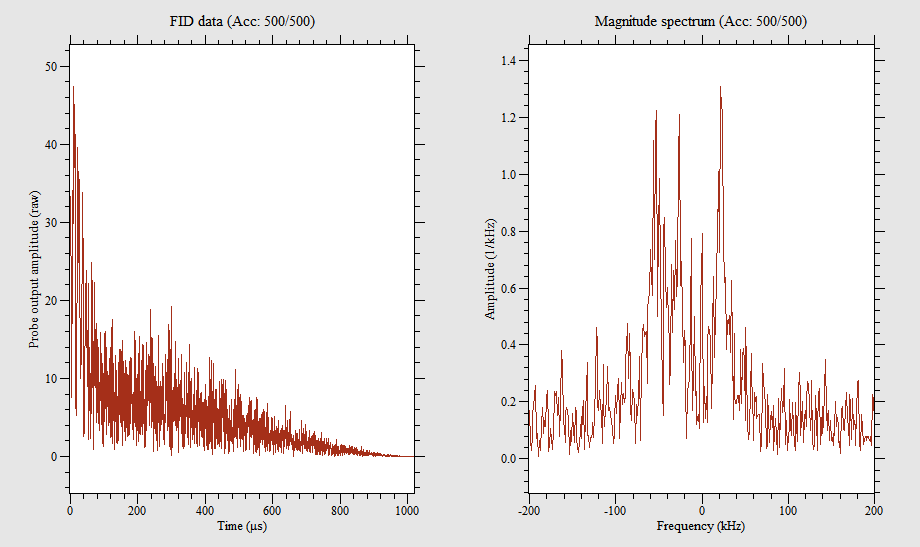 FID data (Acc: 500/500)
50
40
30
20
10
0
Probe output amplitude (raw)
0 200 400 600 800 1000
Time (µs)
Magnitude spectrum (Acc: 500/500)
1.4
1.2
1.0
0.8
0.6
0.4
0.2
0.0
Amplitude (1/kHz)
-200 -100 0 100 200
Frequency (kHz)